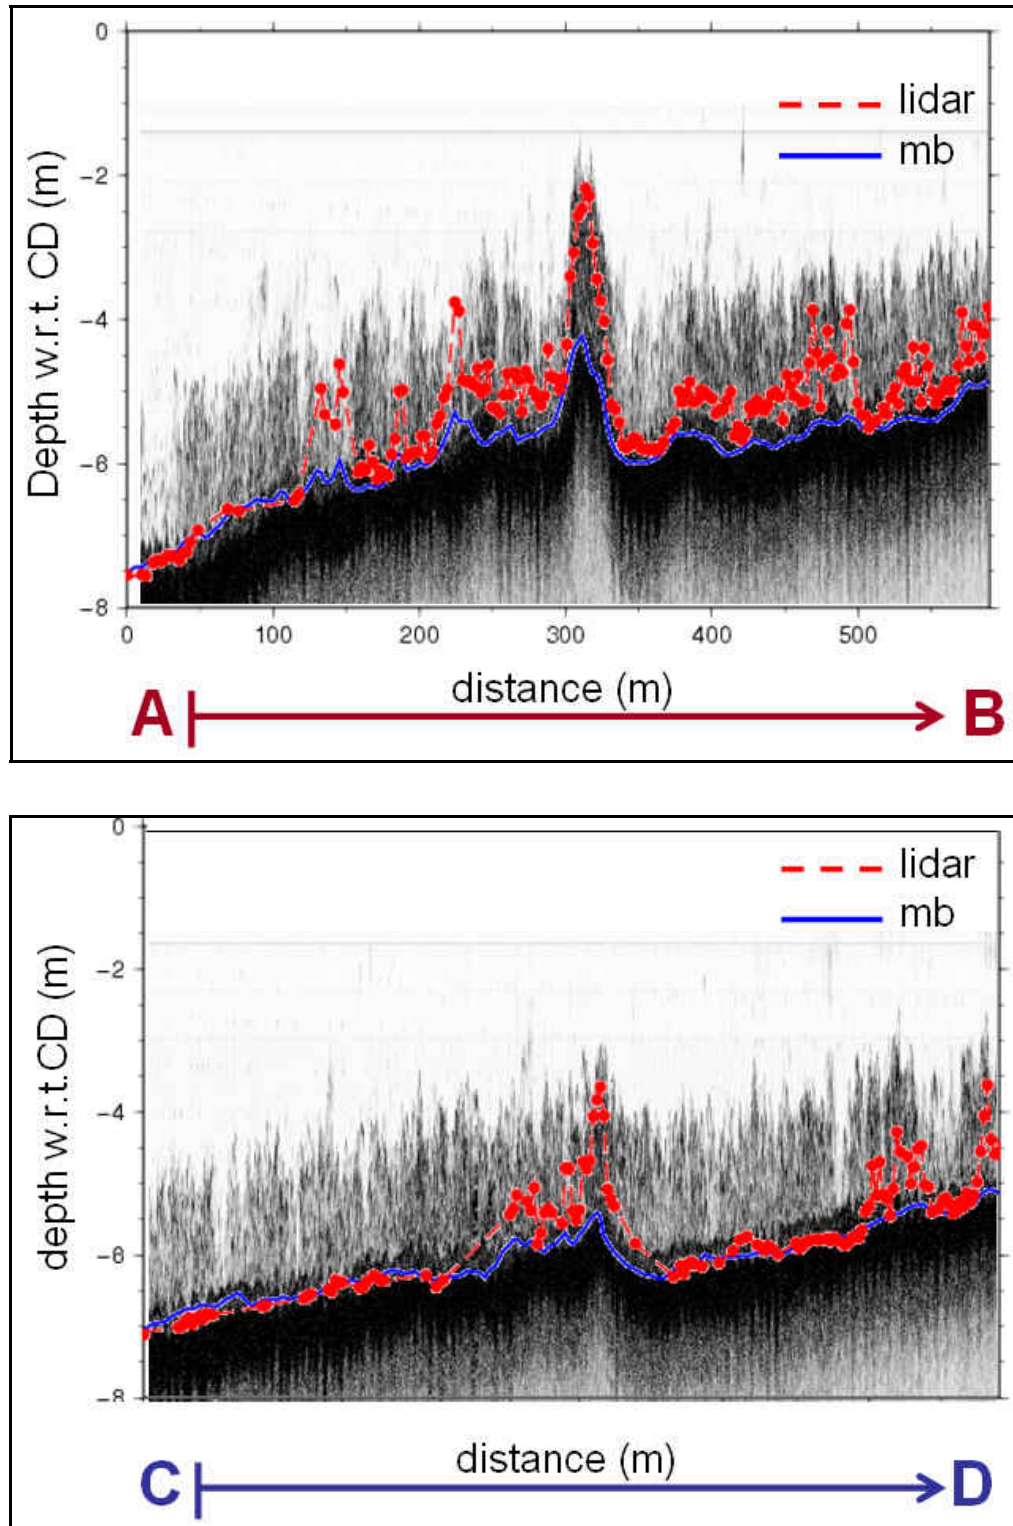 0
−2
−4
−6
−8
Depth w.r.t. CD (m)
lidar
mb
0 100 200 300 400 500
distance (m)
A B
0
−2
−4
−6
−8
depth w.r.t.CD (m)
lidar
mb
distance (m)
C D